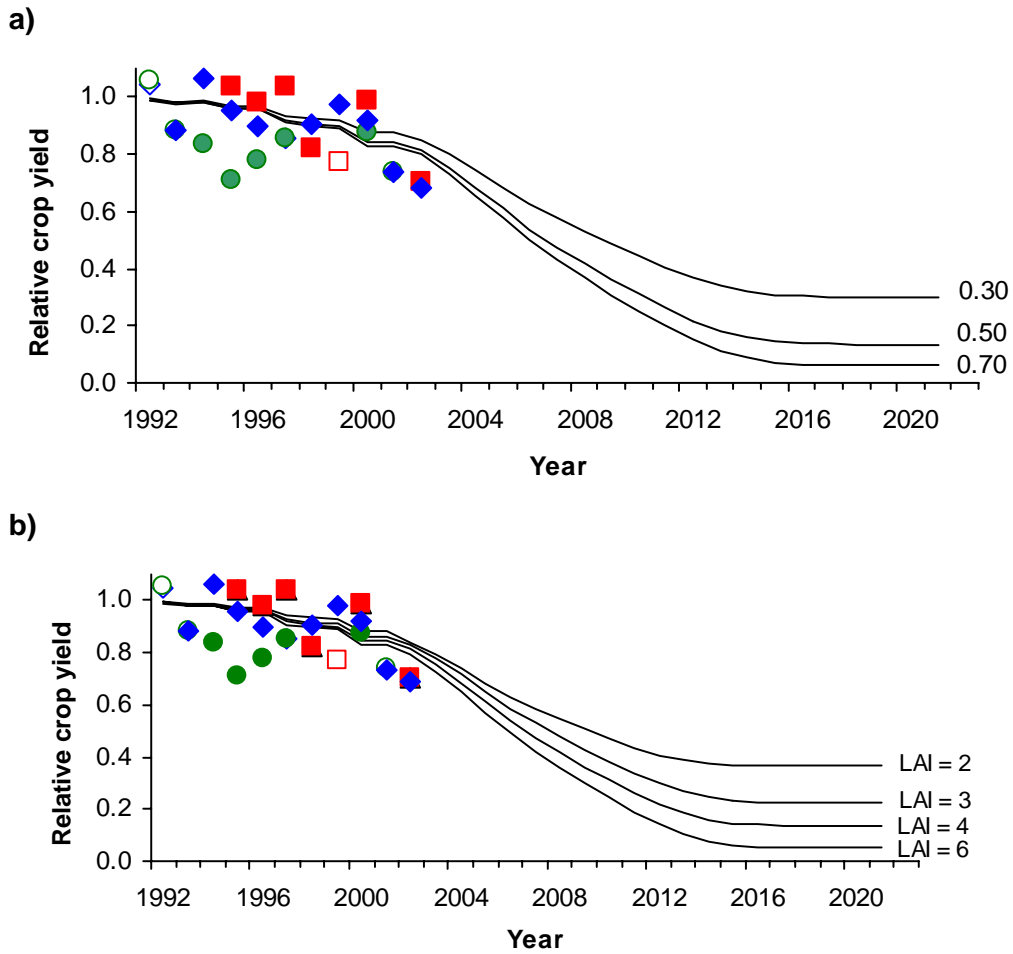 a)
Relative crop yield
1.0
0.8
0.6
0.4
0.2
0.0
0.30
0.50
0.70
1992 1996 2000 2004 2008 2012 2016 2020
Year
b)
Relative crop yield
1.0
0.8
0.6
0.4
0.2
0.0
LAI = 2
LAI = 3
LAI = 4
LAI = 6
1992 1996 2000 2004 2008 2012 2016 2020
Year